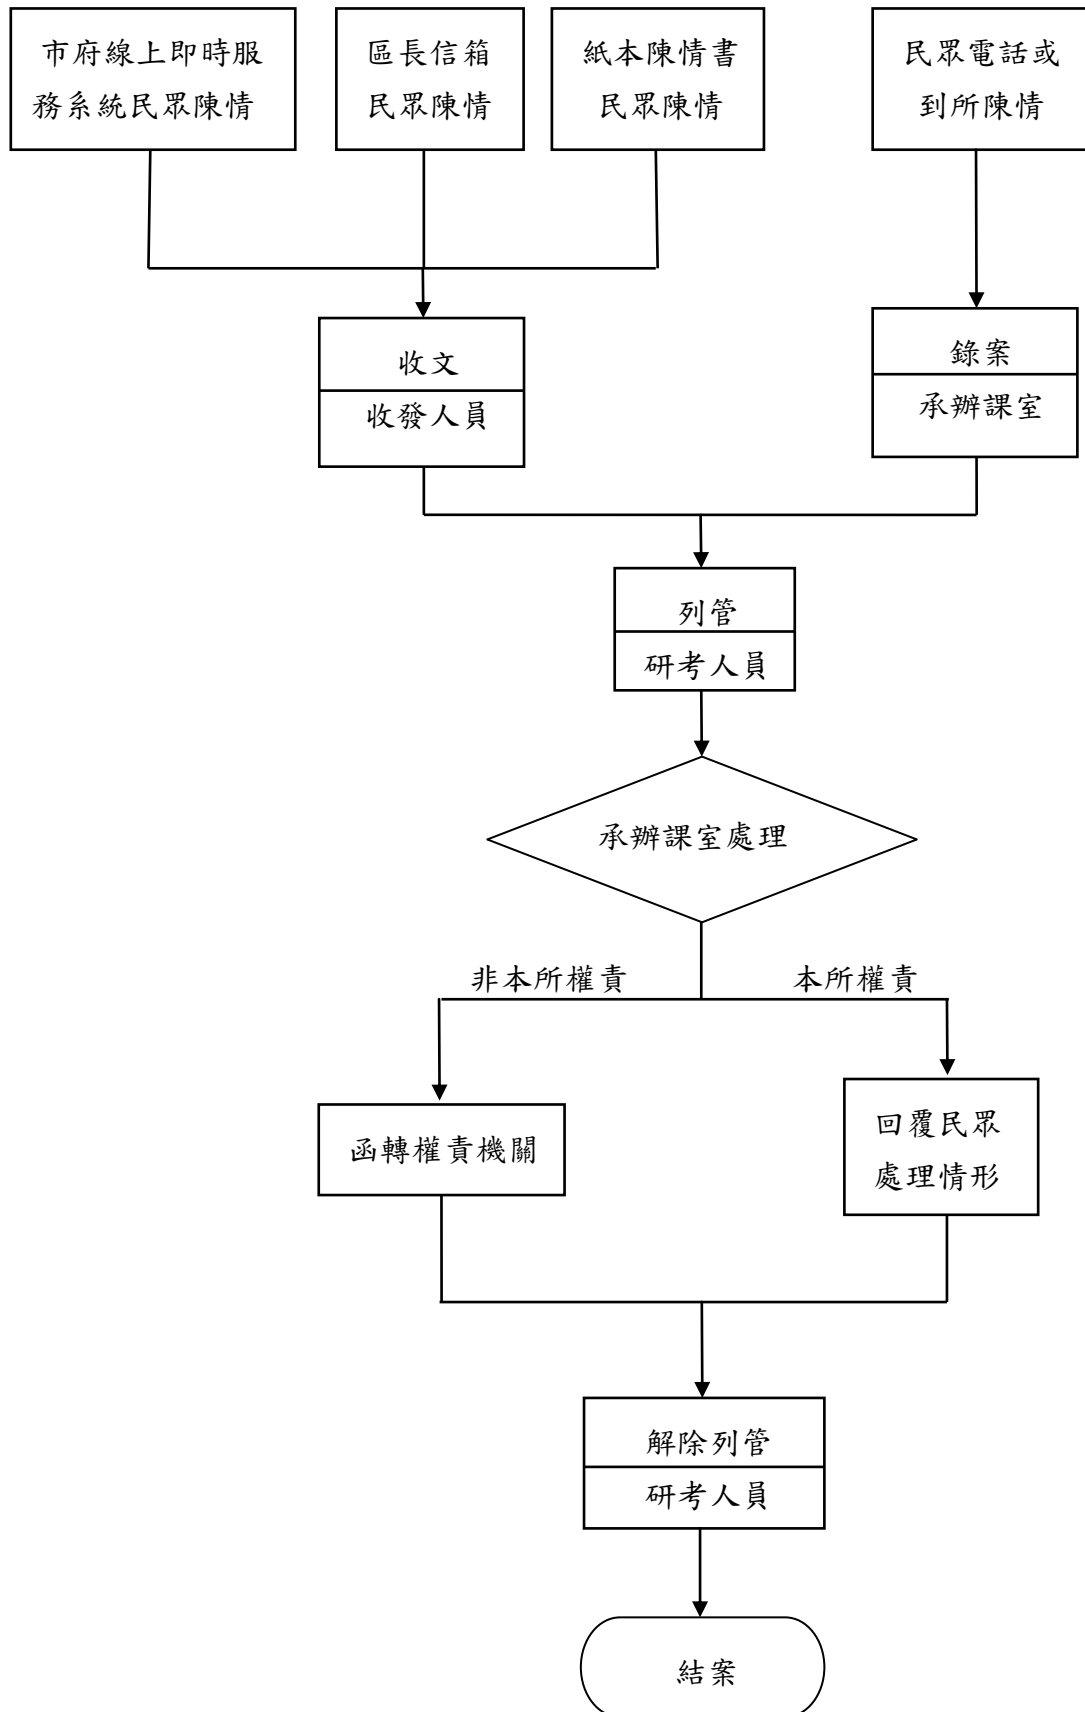 市府線上即時服
務系統民眾陳情
區長信箱
民眾陳情
紙本陳情書
民眾陳情
民眾電話或
到所陳情
收文
收發人員
錄案
承辦課室
列管
研考人員
承辦課室處理
非本所權責
本所權責
函轉權責機關
回覆民眾
處理情形
解除列管
研考人員
結案